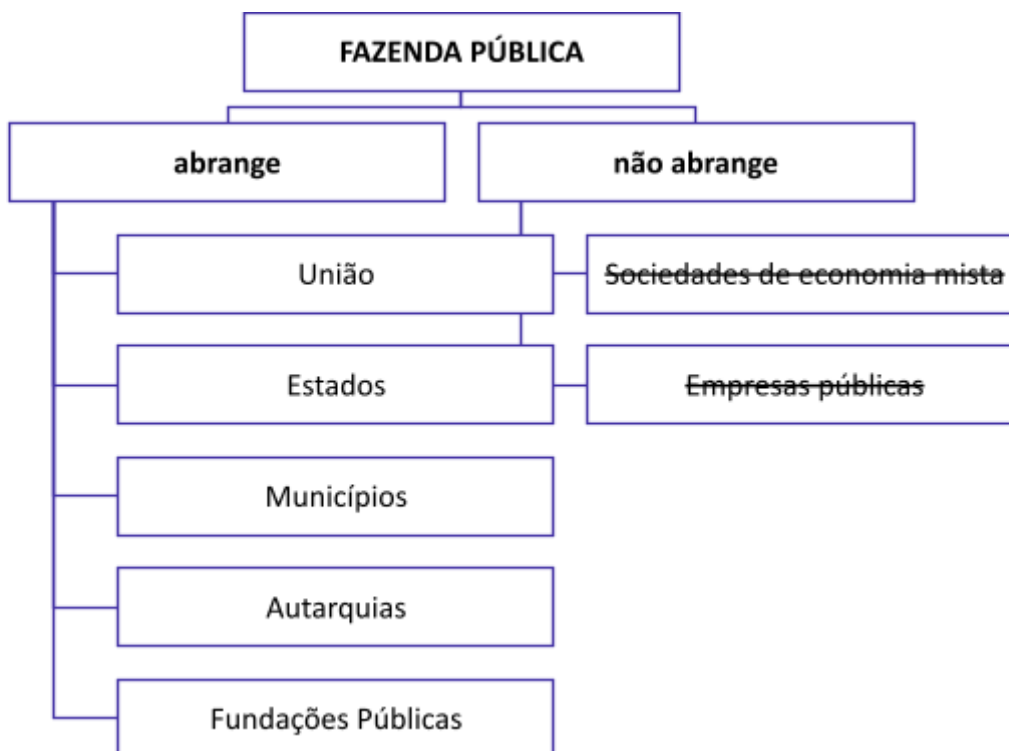 FAZENDA PÚBLICA
abrange
não abrange
União
Sociedades de economia mista
Estados
Empresas públicas
Municípios
Autarquias
Fundações Públicas